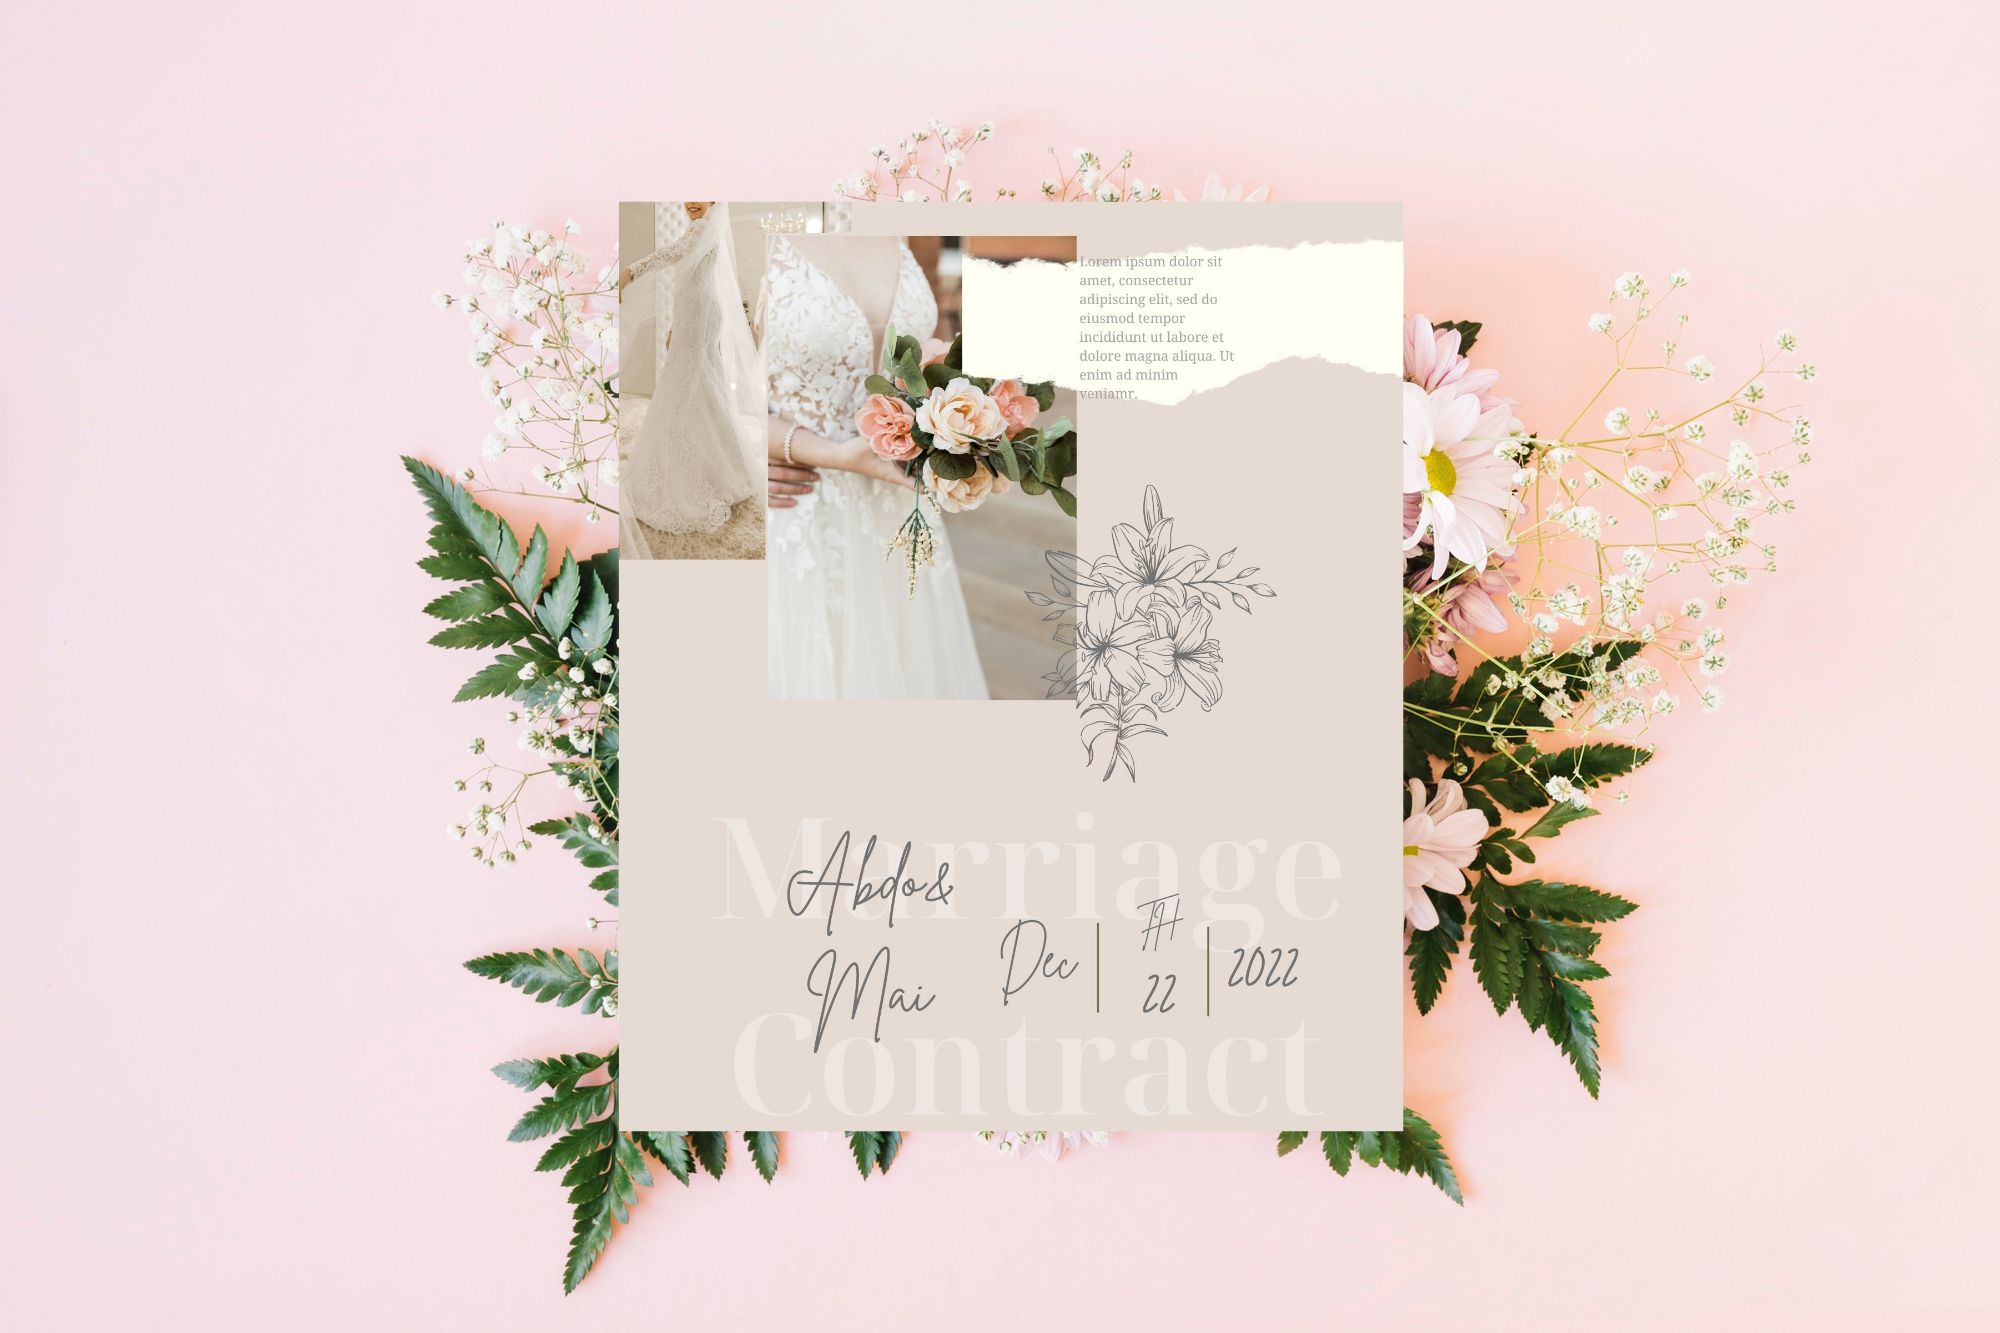 Lorem ipsum dolor sit
amet, consectetur
adipiscing elit, sed do
eiusmod tempor
incididunt ut labore et
dolore magna aliqua. Ut
enim ad minim
veniamr.
Marriage
Abdo&
Mai
Dec
TH
22
2022
Contract